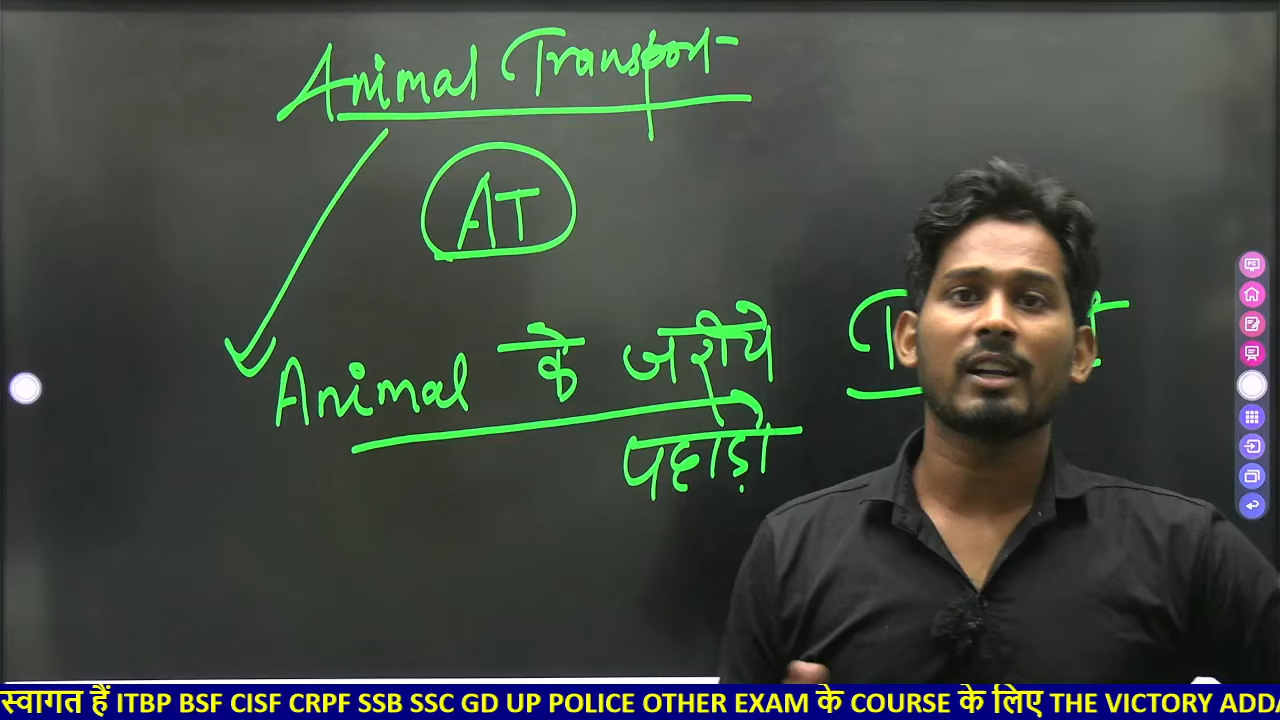 Animal Transport
AT
Animal के जरीये
पहाड़ो
स्वागत हैं ITBP BSF CISF CRPF SSB SSC GD UP POLICE OTHER EXAM के COURSE के लिए THE VICTORY ADDA